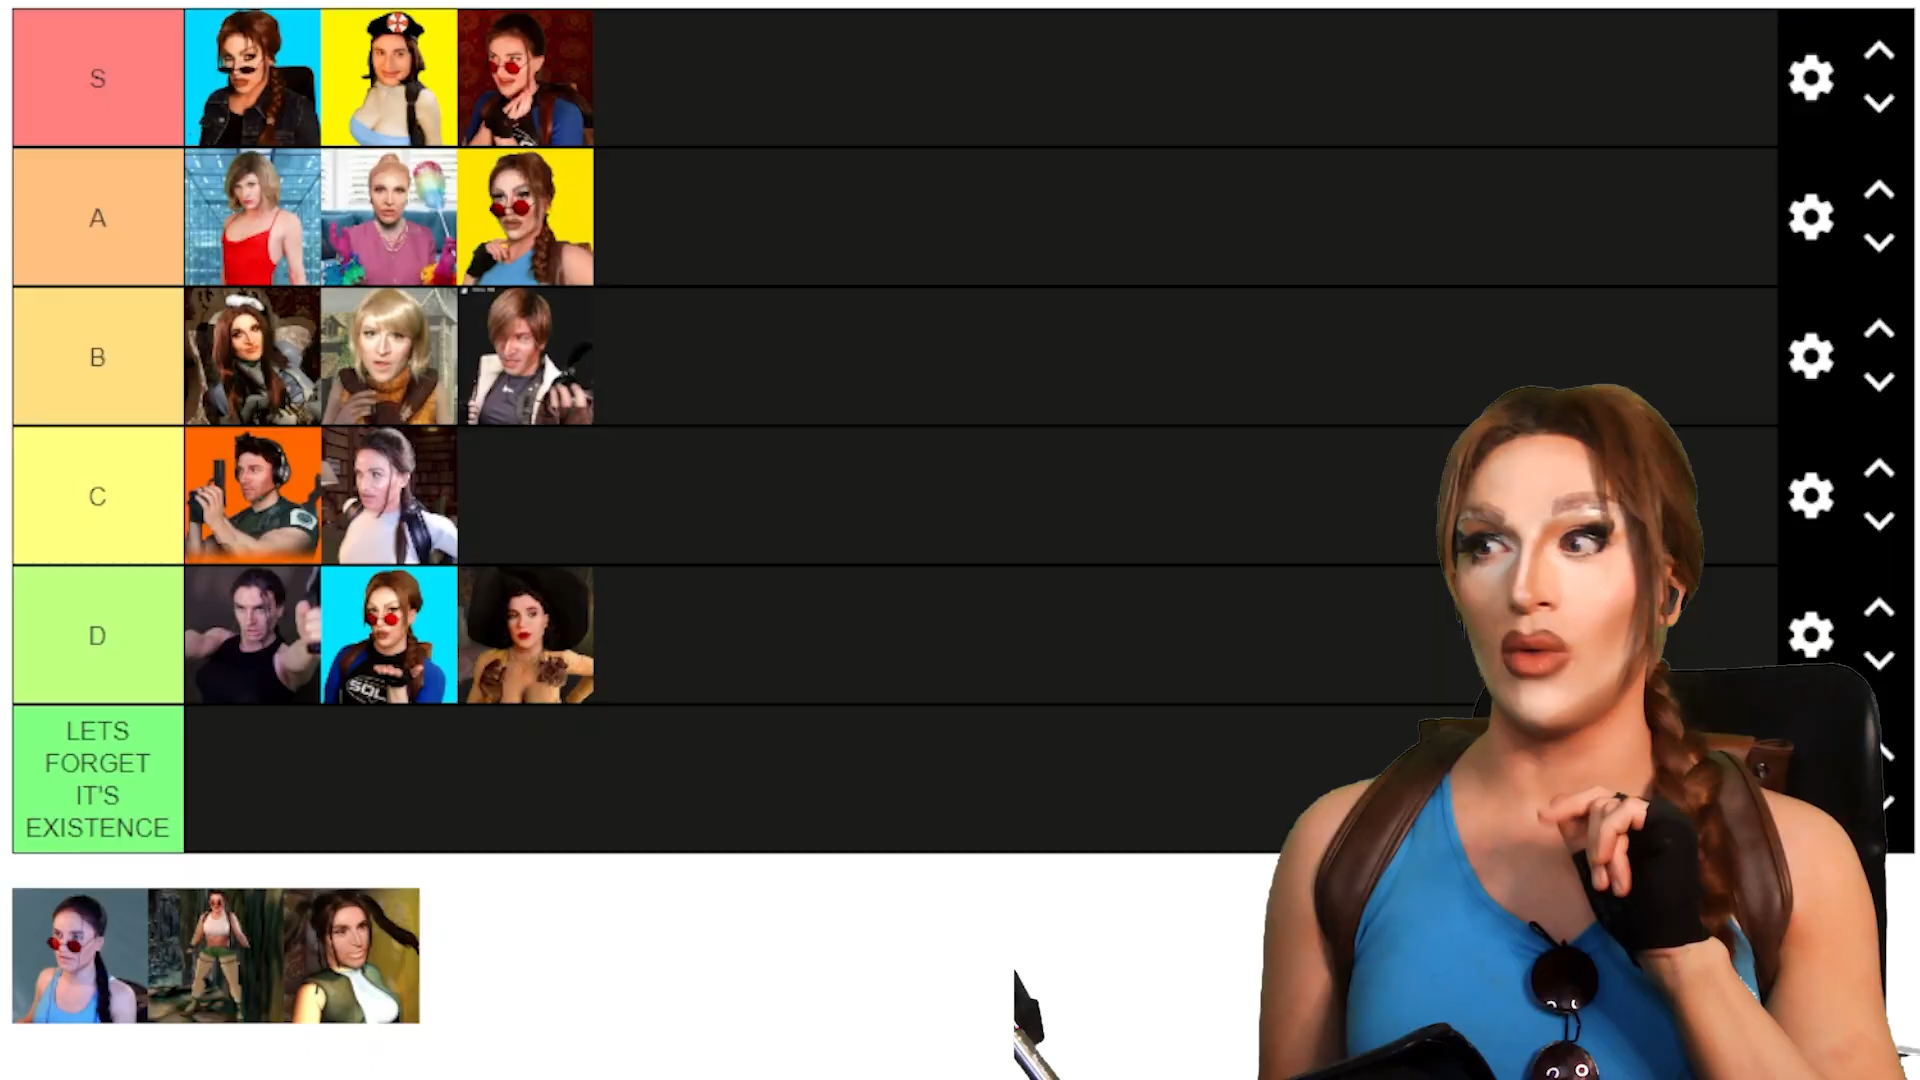 S
A
B
C
D
SOL
LETS
FORGET
IT'S
EXISTENCE